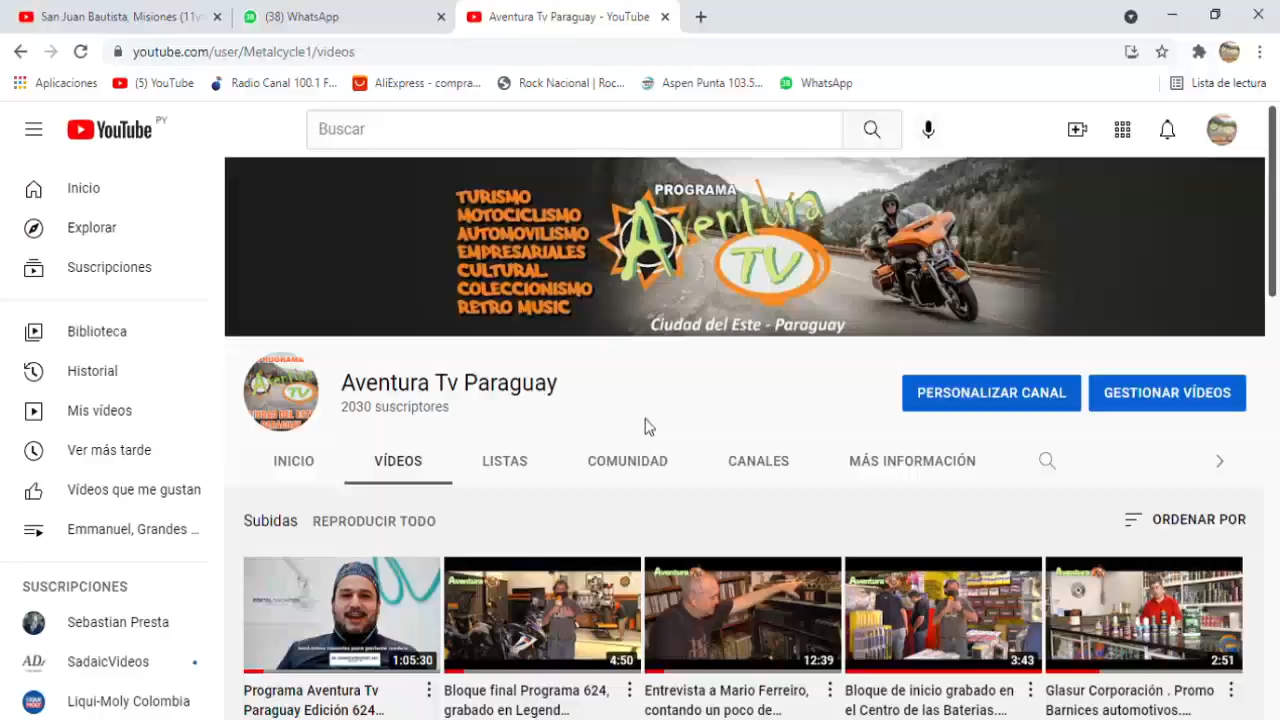 San Juan Bautista, Misiones (11v
(38) WhatsApp
Aventura Tv Paraguay - YouTube
youtube.com/user/Metalcycle1/videos
Aplicaciones
(5) YouTube
Radio Canal 100.1 F...
AliExpress - compra...
Rock Nacional | Roc...
Aspen Punta 103.5...
WhatsApp
Lista de lectura
YouTube PY
Buscar
Inicio
Explorar
Suscripciones
Biblioteca
Historial
Mis vídeos
Ver más tarde
Vídeos que me gustan
Emmanuel, Grandes ...
SUSCRIPCIONES
Sebastian Presta
SadaicVideos
Liqui-Moly Colombia
TURISMO
MOTOCICLISMO
AUTOMOVILISMO
EMPRESARIALES
CULTURAL
COLECCIONISMO
RETRO MUSIC
PROGRAMA
Aventura
TV
Ciudad del Este - Paraguay
Aventura Tv Paraguay
2030 suscriptores
PERSONALIZAR CANAL
GESTIONAR VÍDEOS
INICIO
VÍDEOS
LISTAS
COMUNIDAD
CANALES
MÁS INFORMACIÓN
Subidas
REPRODUCIR TODO
ORDENAR POR
1:05:30
4:50
12:39
3:43
2:51
Programa Aventura Tv
Paraguay Edición 624...
Bloque final Programa 624,
grabado en Legend...
Entrevista a Mario Ferreiro,
contando un poco de...
Bloque de inicio grabado en
el Centro de las Baterias....
Glasur Corporación . Promo
Barnices automotivos....